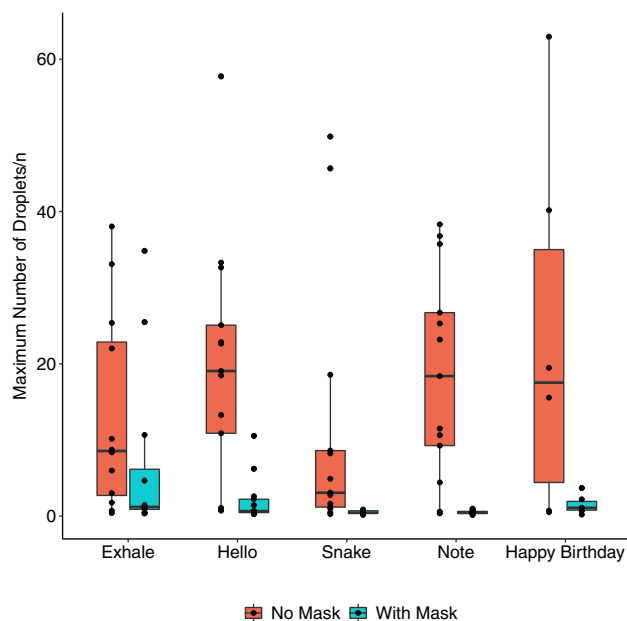 Maximum Number of Droplets/n
60
40
20
0
Exhale Hello Snake Note Happy Birthday
No Mask With Mask